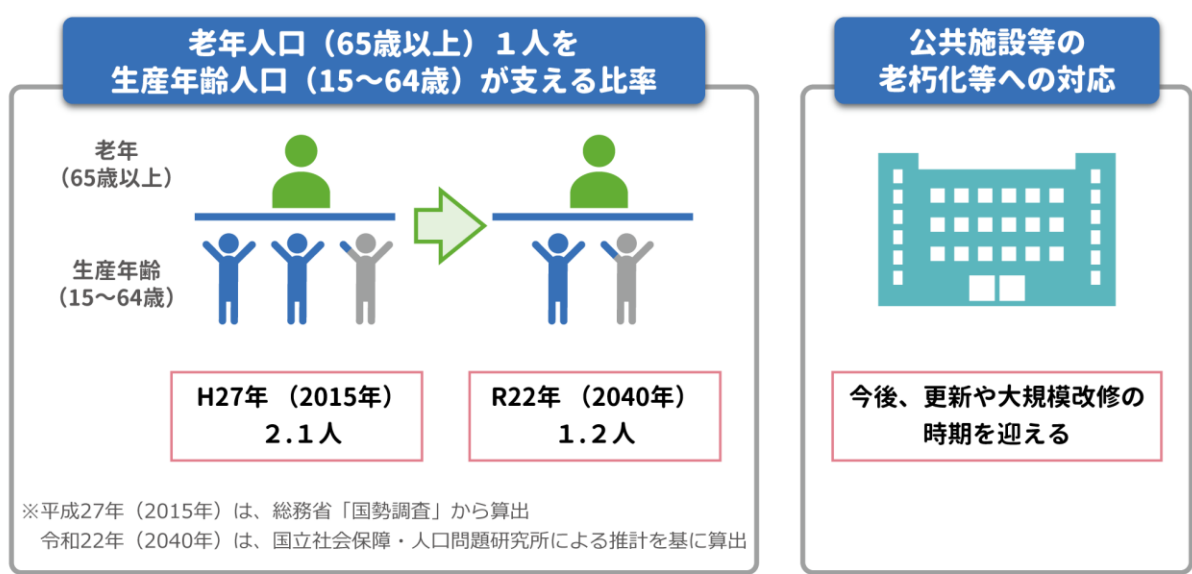 老年人口（65歳以上）１人を
生産年齢人口（15〜64歳）が支える比率
老年
（65歳以上）
生産年齢
（15〜64歳）
H27年 （2015年）
２.１人
R22年 （2040年）
１.２人
※平成27年（2015年）は、総務省「国勢調査」から算出
令和22年（2040年）は、国立社会保障・人口問題研究所による推計を基に算出
公共施設等の
老朽化等への対応
今後、更新や大規模改修の
時期を迎える